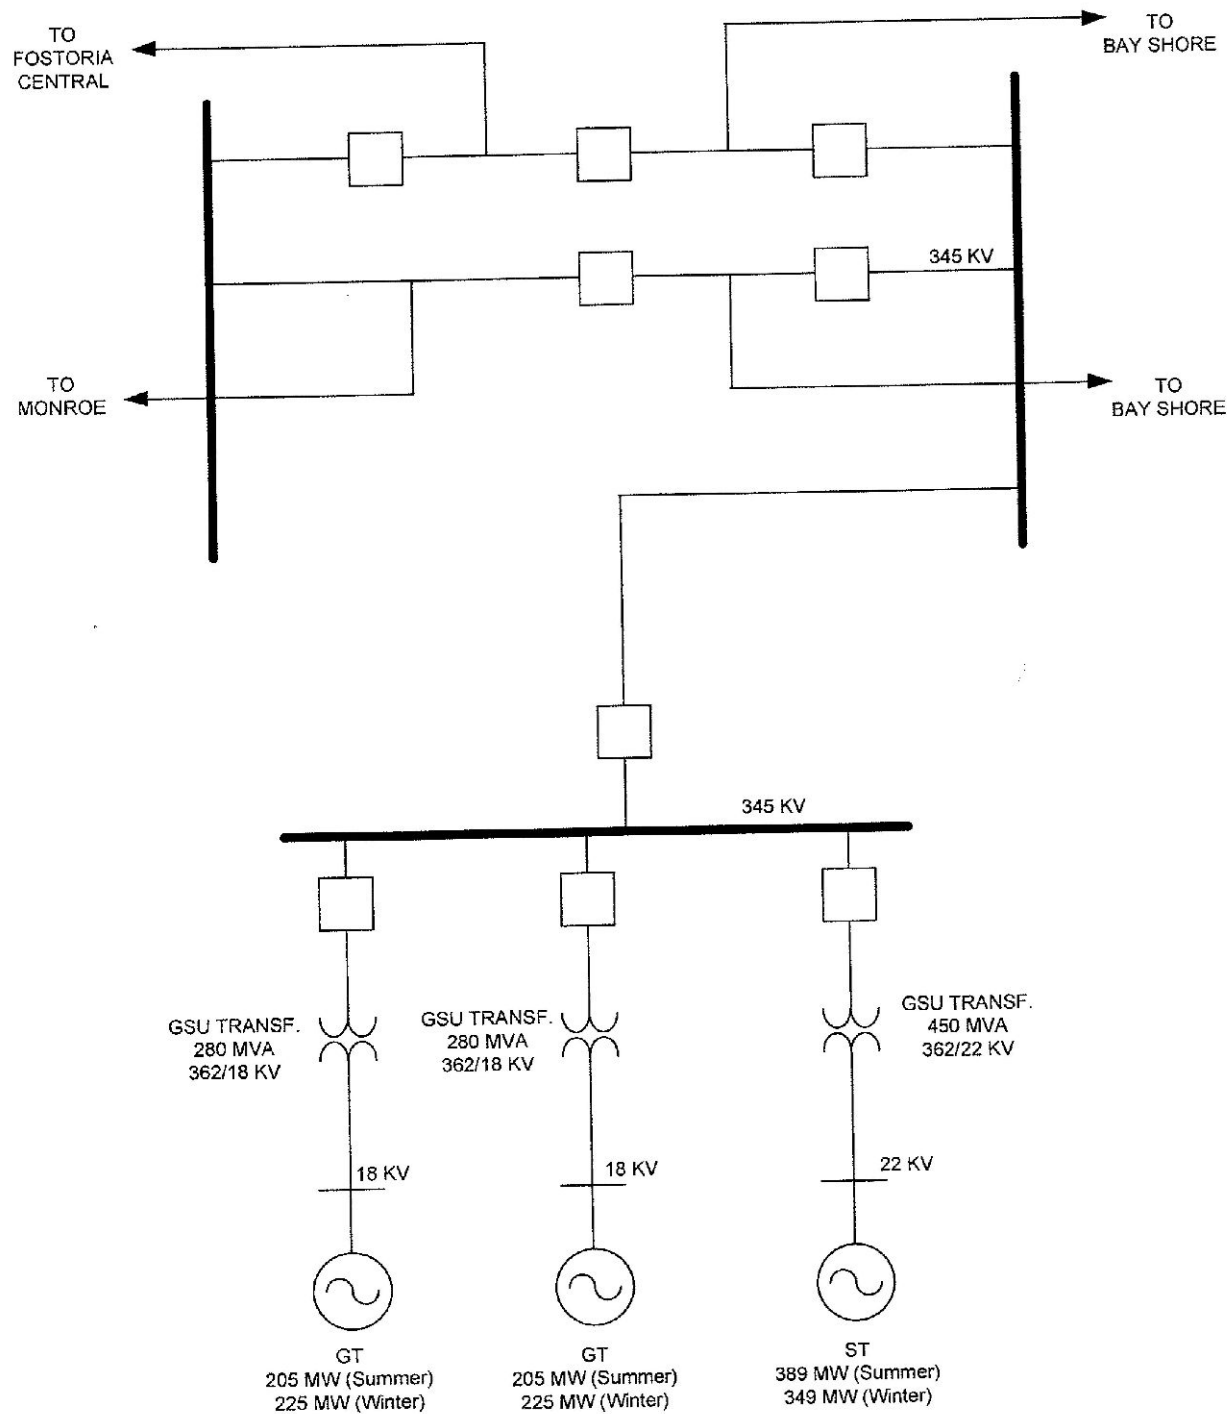 TO
FOSTORIA
CENTRAL
TO
BAY SHORE
345 KV
TO
MONROE
TO
BAY SHORE
345 KV
GSU TRANSF.
280 MVA
362/18 KV
GSU TRANSF.
280 MVA
362/18 KV
GSU TRANSF.
450 MVA
362/22 KV
18 KV
18 KV
22 KV
GT
205 MW (Summer)
225 MW (Winter)
GT
205 MW (Summer)
225 MW (Winter)
ST
389 MW (Summer)
349 MW (Winter)